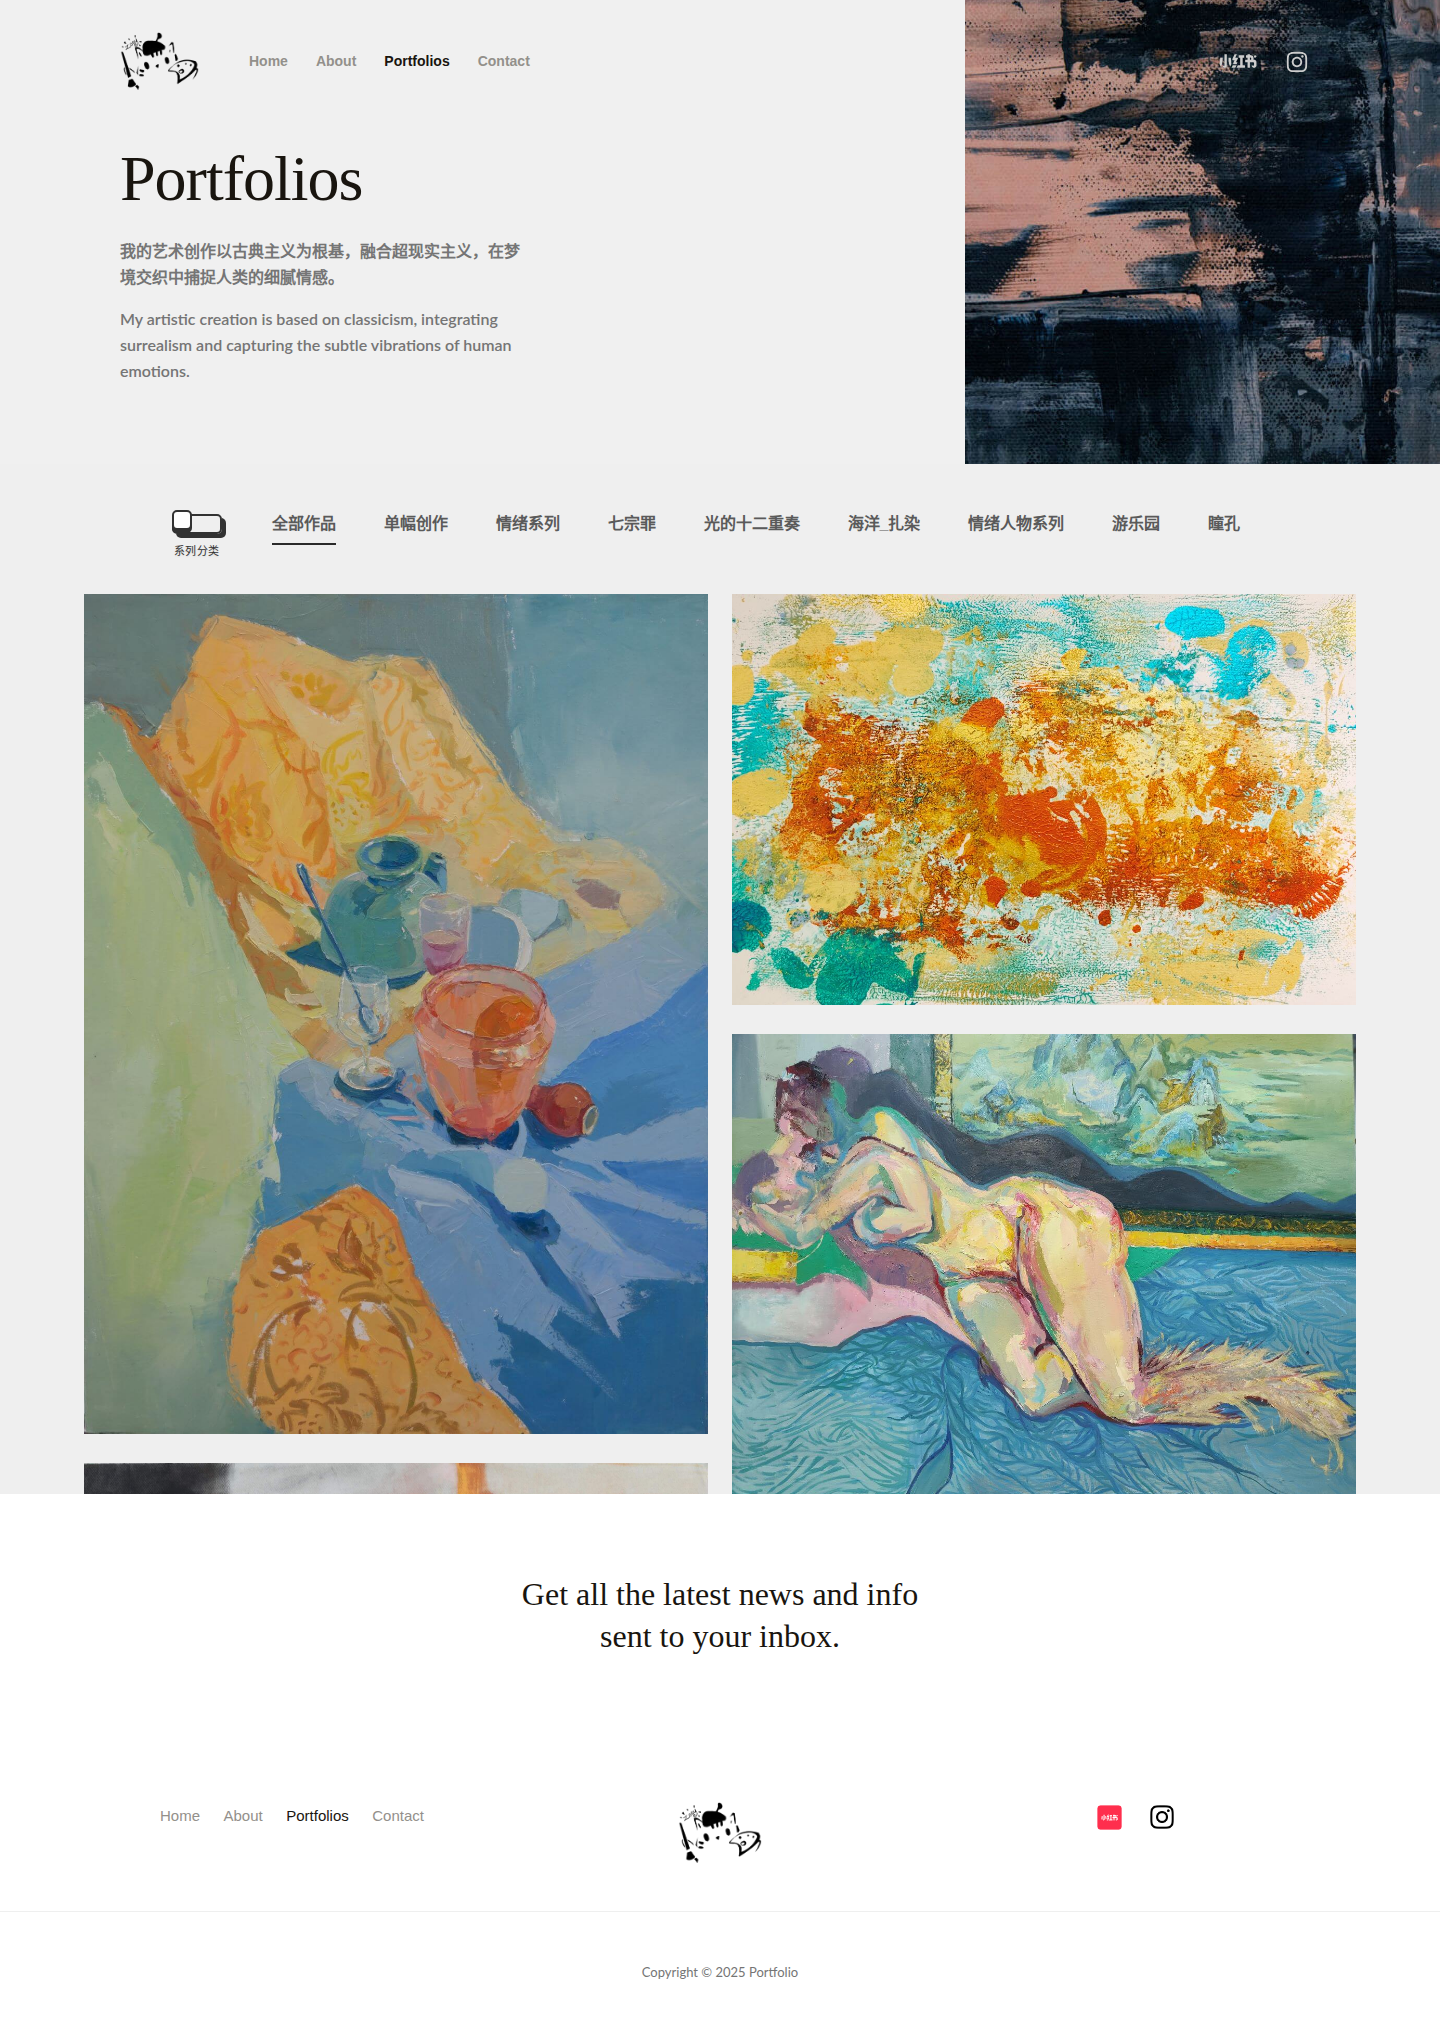 Home About Portfolios Contact
小红书
Portfolios
我的艺术创作以古典主义为根基，融合超现实主义，在梦
境交织中捕捉人类的细腻情感。
My artistic creation is based on classicism, integrating
surrealism and capturing the subtle vibrations of human
emotions.
系列分类
全部作品 单幅创作 情绪系列 七宗罪 光的十二重奏 海洋_扎染 情绪人物系列 游乐园 瞳孔
Get all the latest news and info
sent to your inbox.
Home About Portfolios Contact
小红书
Copyright © 2025 Portfolio